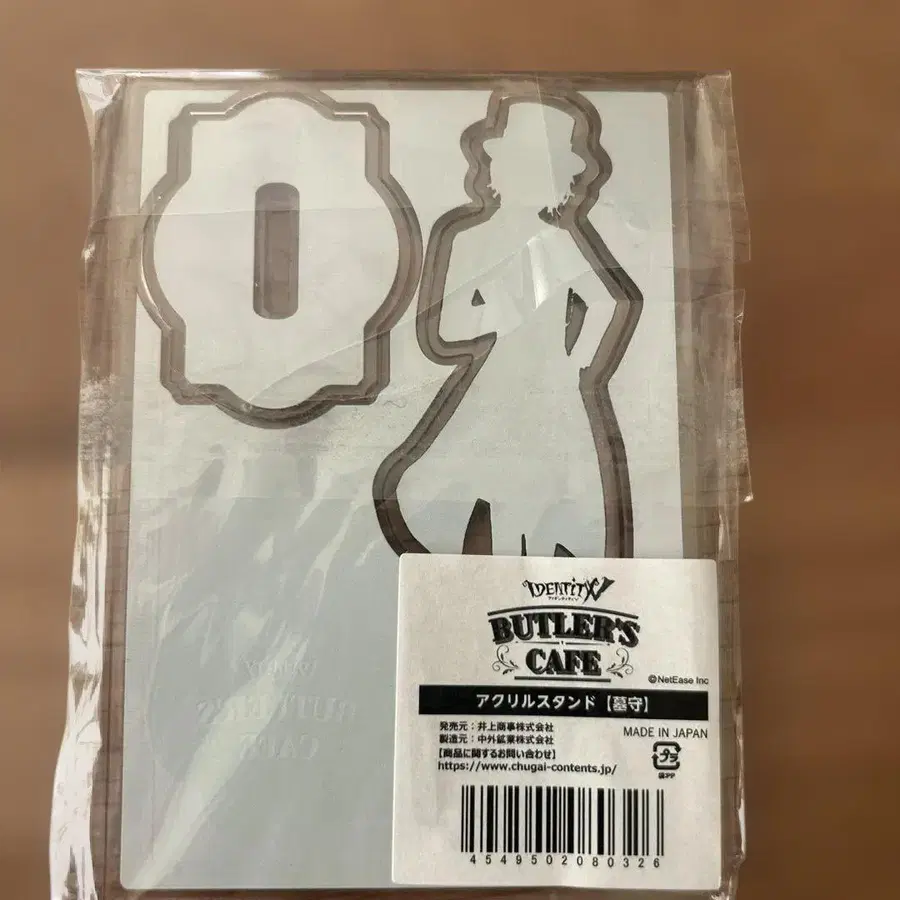 IDENTITY V
アイデンティティV
BUTLER'S
CAFE
©NetEase Inc
アクリルスタンド【墓守】
発売元:井上商事株式会社
製造元:中外鉱業株式会社
MADE IN JAPAN
【商品に関するお問い合わせ】
https://www.chugai-contents.jp/
プラ
袋:PP
4549502080326